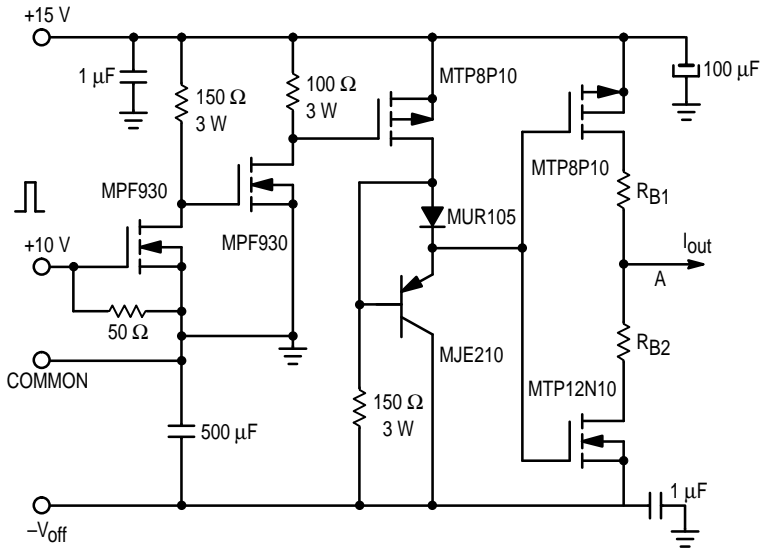 +15 V
1 μF
150 Ω
3 W
100 Ω
3 W
MTP8P10
100 μF
MPF930
MPF930
MTP8P10
R_B1
MUR105
+10 V
I_out
A
50 Ω
COMMON
MJE210
R_B2
MTP12N10
150 Ω
3 W
500 μF
1 μF
–V_off